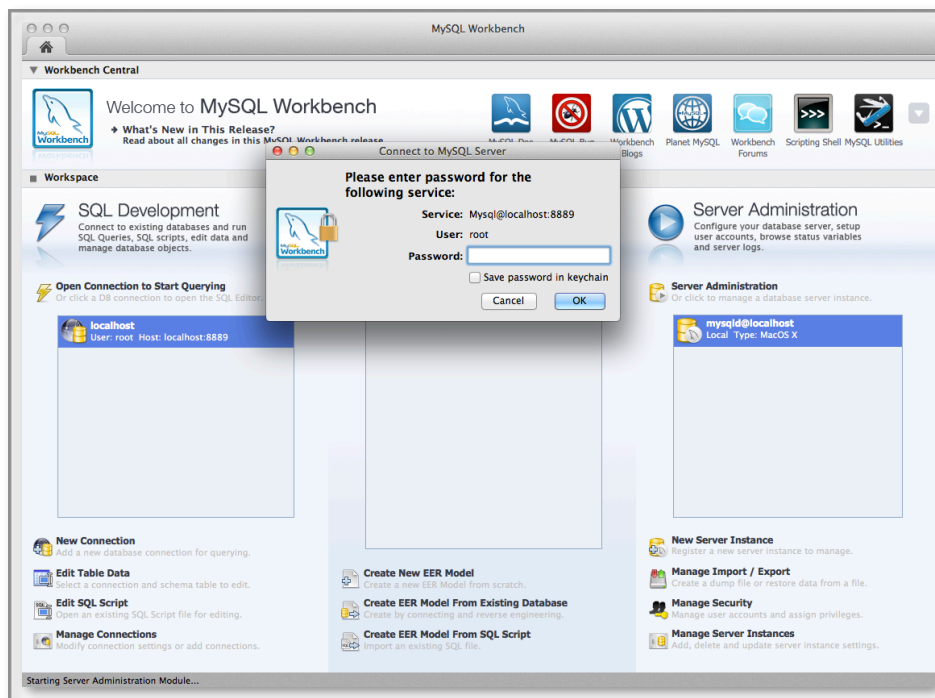 MySQL Workbench
Workbench Central
MySQL
Workbench
Welcome to MySQL Workbench
What's New in This Release?
Read about all changes in this MySQL Workbench release
Workbench
Blogs
Planet MySQL
Workbench
Forums
Scripting Shell
MySQL Utilities
Connect to MySQL Server
Please enter password for the
following service:
MySQL
Workbench
Service: Mysql@localhost:8889
User: root
Password:
Save password in keychain
Cancel
OK
Workspace
SQL Development
Connect to existing databases and run
SQL Queries, SQL scripts, edit data and
manage database objects.
Open Connection to Start Querying
Or click a DB connection to open the SQL Editor.
localhost
User: root Host: localhost:8889
New Connection
Add a new database connection for querying.
Edit Table Data
Select a connection and schema table to edit.
Edit SQL Script
Open an existing SQL Script file for editing.
Manage Connections
Modify connection settings or add connections.
Create New EER Model
Create a new EER Model from scratch.
Create EER Model From Existing Database
Create by connecting and reverse engineering.
Create EER Model From SQL Script
Import an existing SQL file.
Server Administration
Configure your database server, setup
user accounts, browse status variables
and server logs.
Server Administration
Or click to manage a database server instance.
mysqld@localhost
Local Type: MacOS X
New Server Instance
Register a new server instance to manage.
Manage Import / Export
Create a dump file or restore data from a file.
Manage Security
Manage user accounts and assign privileges.
Manage Server Instances
Add, delete and update server instance settings.
Starting Server Administration Module...